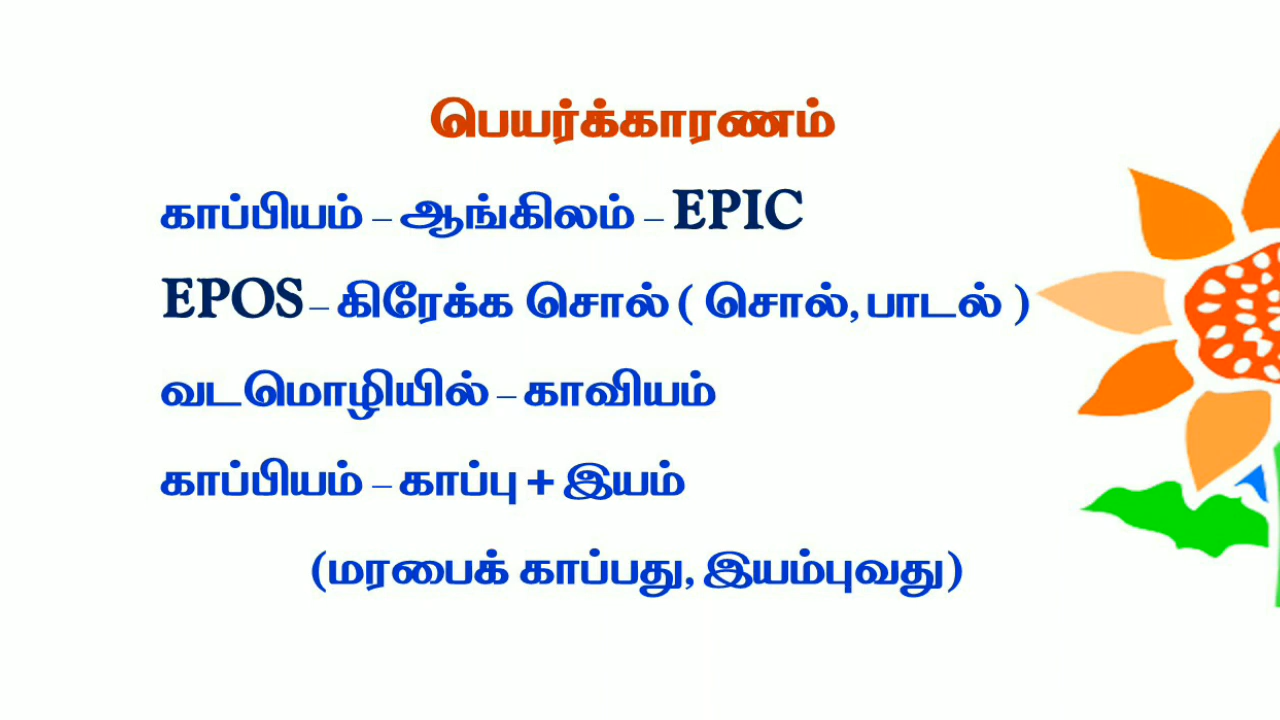 பெயர்க்காரணம்
காப்பியம் – ஆங்கிலம் – EPIC
EPOS – கிரேக்க சொல் ( சொல், பாடல் )
வடமொழியில் – காவியம்
காப்பியம் – காப்பு + இயம்
(மரபைக் காப்பது, இயம்புவது)